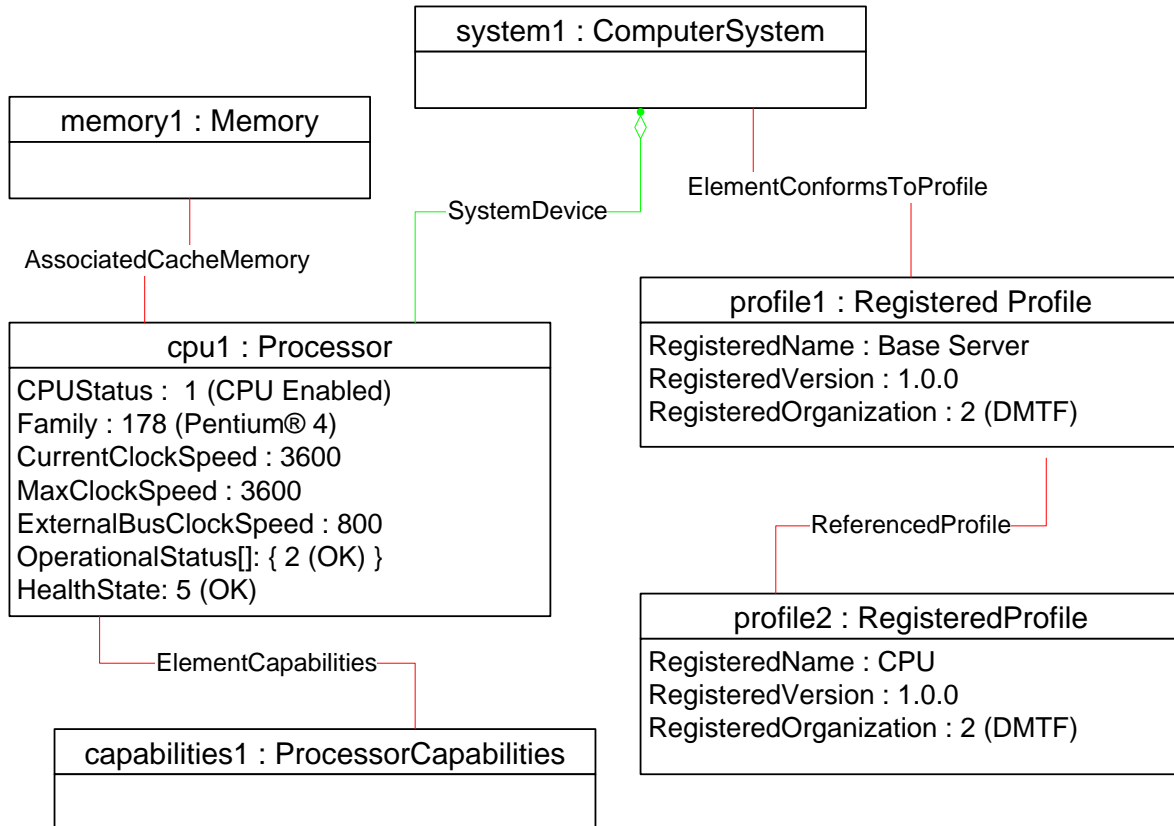 system1 : ComputerSystem
memory1 : Memory
ElementConformsToProfile
SystemDevice
AssociatedCacheMemory
profile1 : Registered Profile
RegisteredName : Base Server
RegisteredVersion : 1.0.0
RegisteredOrganization : 2 (DMTF)
cpu1 : Processor
CPUStatus :  1 (CPU Enabled)
Family : 178 (Pentium® 4)
CurrentClockSpeed : 3600
MaxClockSpeed : 3600
ExternalBusClockSpeed : 800
OperationalStatus[]: { 2 (OK) }
HealthState: 5 (OK)
ReferencedProfile
profile2 : RegisteredProfile
RegisteredName : CPU
RegisteredVersion : 1.0.0
RegisteredOrganization : 2 (DMTF)
ElementCapabilities
capabilities1 : ProcessorCapabilities